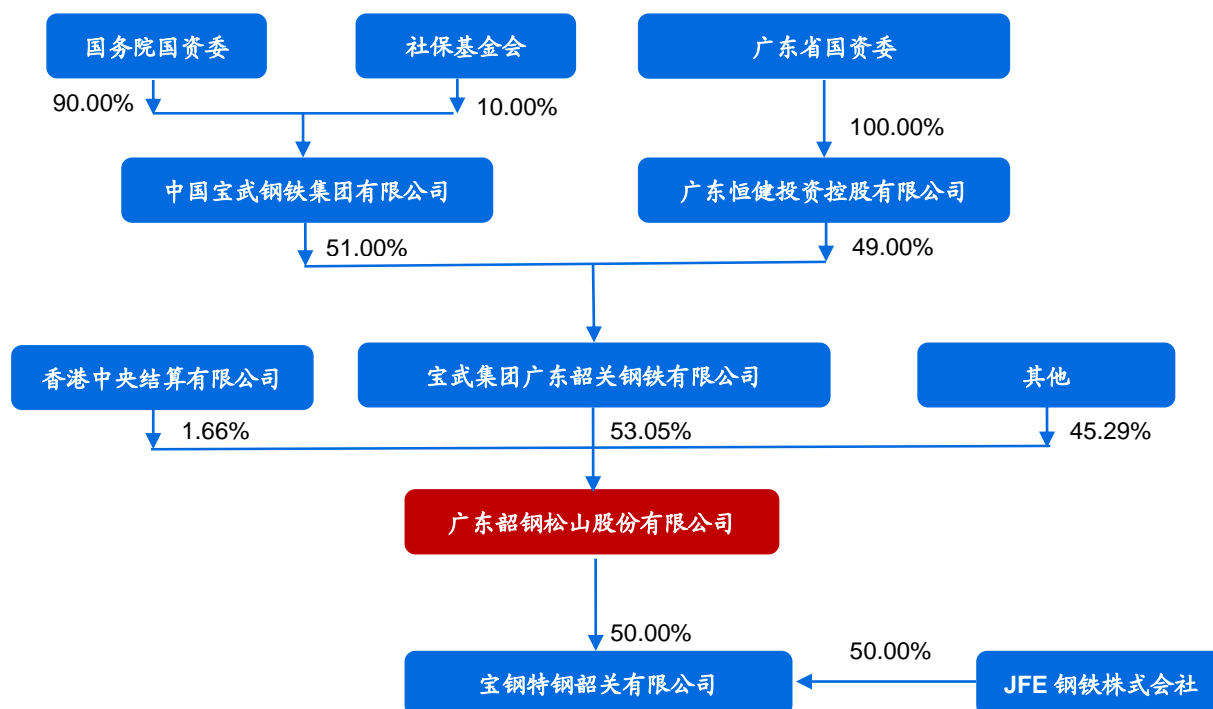 国务院国资委
社保基金会
广东省国资委
90.00%
10.00%
100.00%
中国宝武钢铁集团有限公司
广东恒健投资控股有限公司
51.00%
49.00%
香港中央结算有限公司
宝武集团广东韶关钢铁有限公司
其他
1.66%
53.05%
45.29%
广东韶钢松山股份有限公司
50.00%
50.00%
宝钢特钢韶关有限公司
JFE 钢铁株式会社